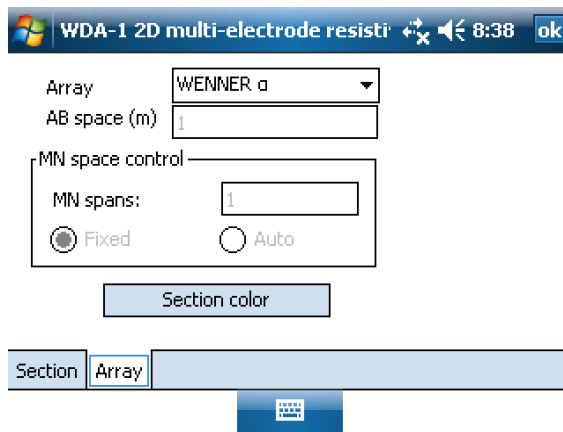 WDA-1 2D multi-electrode resisti 8:38 ok
Array WENNER α
AB space (m) 1
MN space control
MN spans: 1
Fixed Auto
Section color
Section Array